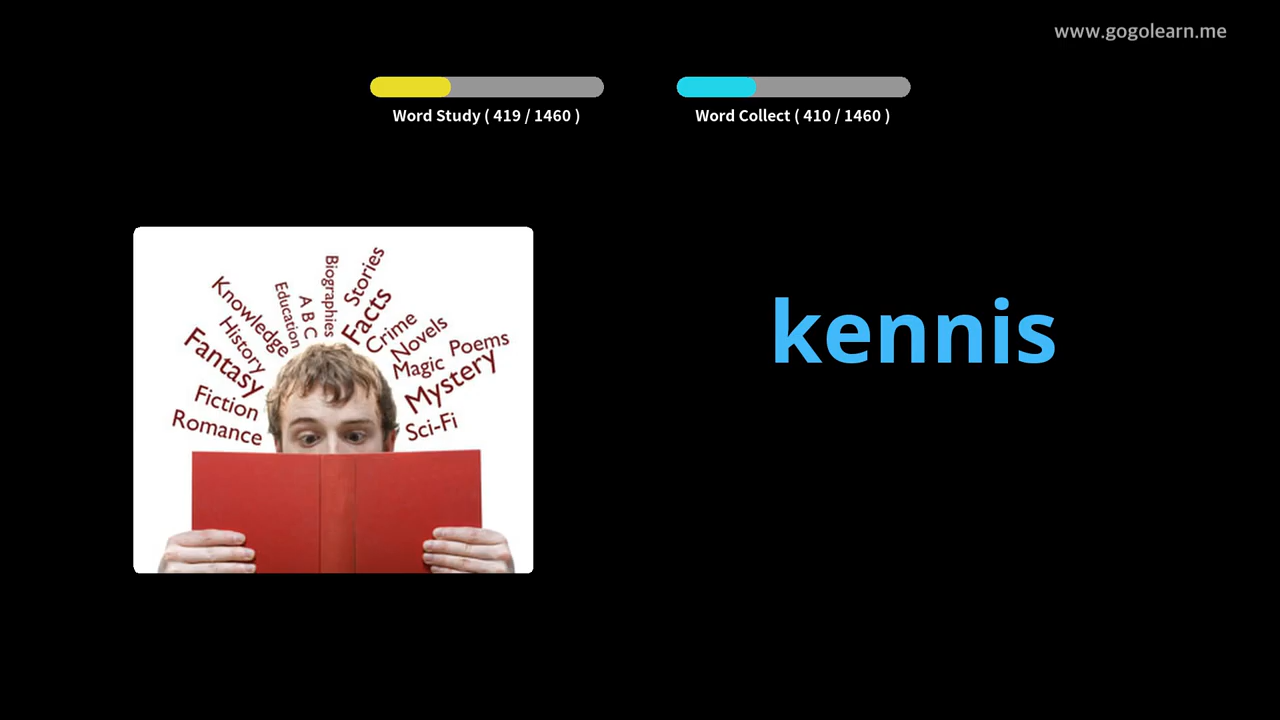 www.gogolearn.me
Word Study ( 419 / 1460 )
Word Collect ( 410 / 1460 )
Romance
Fiction
Fantasy
History
Knowledge
Education
A B C
Biographies
Stories
Facts
Crime
Novels
Magic
Poems
Mystery
Sci-Fi
kennis